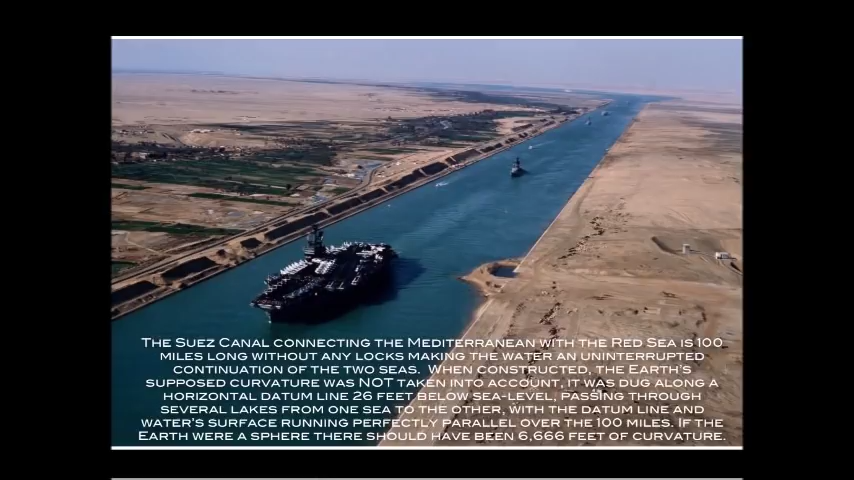 The Suez Canal connecting the Mediterranean with the Red Sea is 100
miles long without any locks making the water an uninterrupted
continuation of the two seas. When constructed, the Earth's
supposed curvature was NOT taken into account, it was dug along a
horizontal datum line 26 feet below sea-level, passing through
several lakes from one sea to the other, with the datum line and
water's surface running perfectly parallel over the 100 miles. If the
Earth were a sphere there should have been 6,666 feet of curvature.